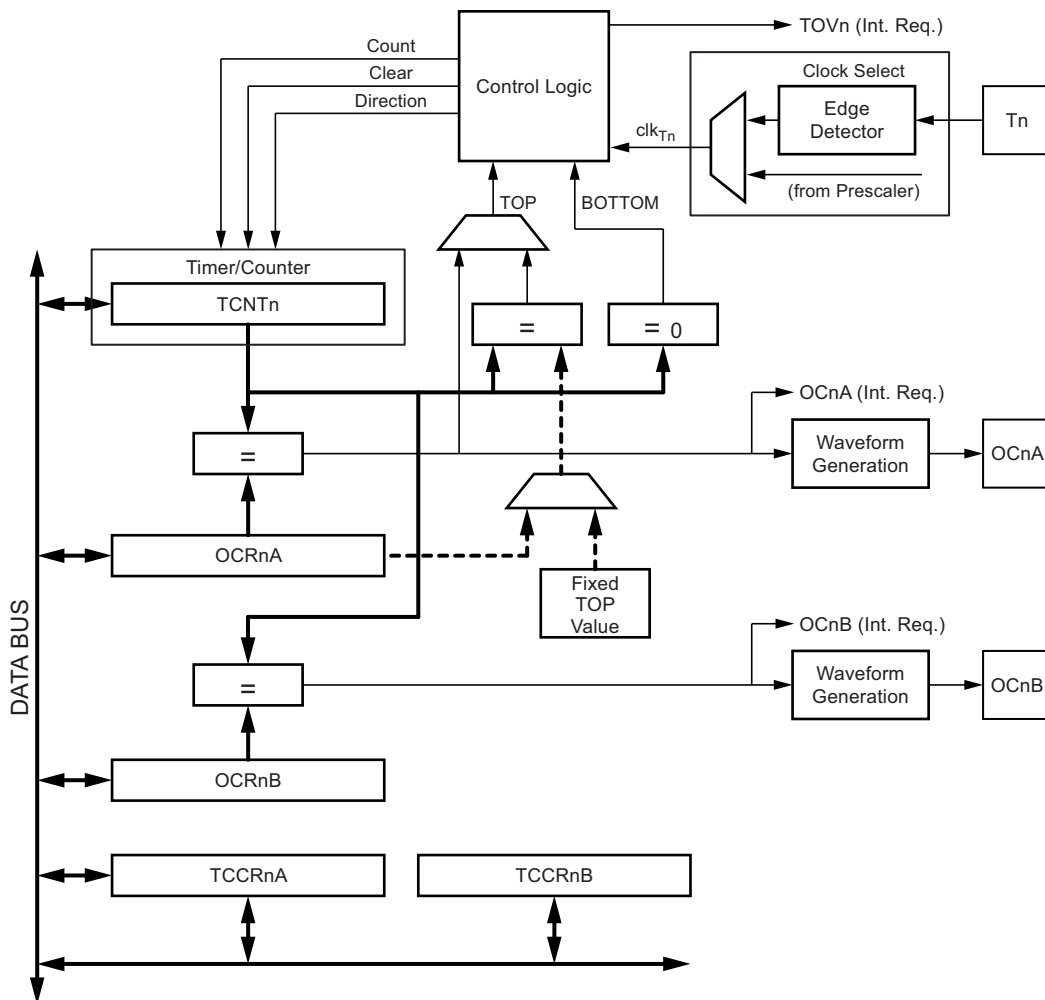 TOVn (Int. Req.)
Count
Clear
Direction
Control Logic
Clock Select
Edge
Detector
Tn
clkTn
(from Prescaler)
TOP
BOTTOM
Timer/Counter
TCNTn
=
= 0
OCnA (Int. Req.)
=
Waveform
Generation
OCnA
OCRnA
Fixed
TOP
Value
DATA BUS
OCnB (Int. Req.)
=
Waveform
Generation
OCnB
OCRnB
TCCRnA
TCCRnB